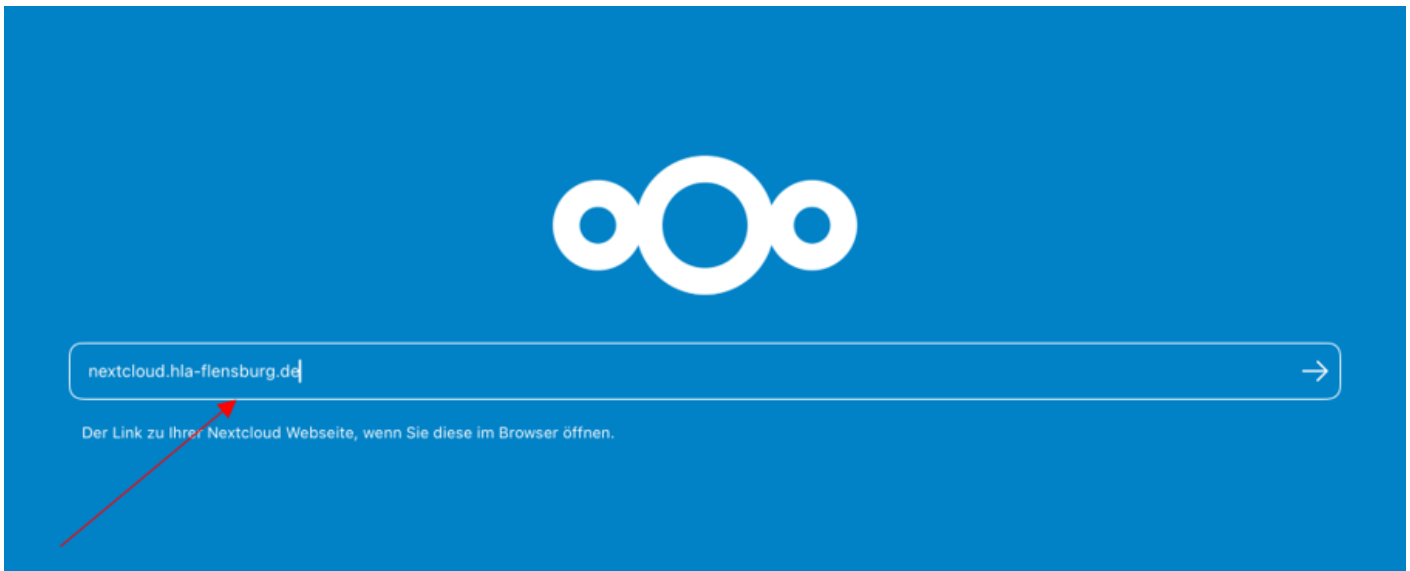 nextcloud.hla-flensburg.de
Der Link zu Ihrer Nextcloud Webseite, wenn Sie diese im Browser öffnen.